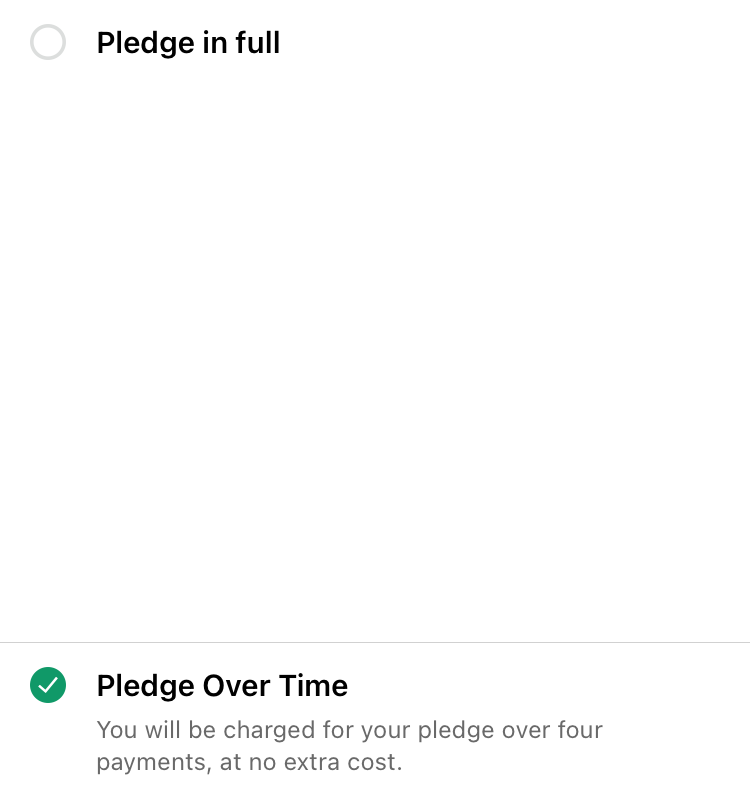 Pledge in full
Pledge Over Time
You will be charged for your pledge over four
payments, at no extra cost.